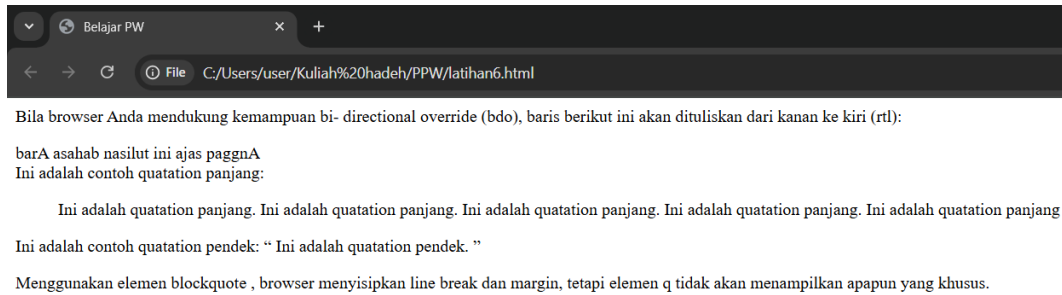 Belajar PW
File C:/Users/user/Kuliah%20hadeh/PPW/latihan6.html
Bila browser Anda mendukung kemampuan bi- directional override (bdo), baris berikut ini akan dituliskan dari kanan ke kiri (rtl):
barA asahab nasilut ini ajas paggnA
Ini adalah contoh quatation panjang:
Ini adalah quatation panjang. Ini adalah quatation panjang. Ini adalah quatation panjang. Ini adalah quatation panjang. Ini adalah quatation panjang
Ini adalah contoh quatation pendek: “ Ini adalah quatation pendek. ”
Menggunakan elemen blockquote , browser menyisipkan line break dan margin, tetapi elemen q tidak akan menampilkan apapun yang khusus.